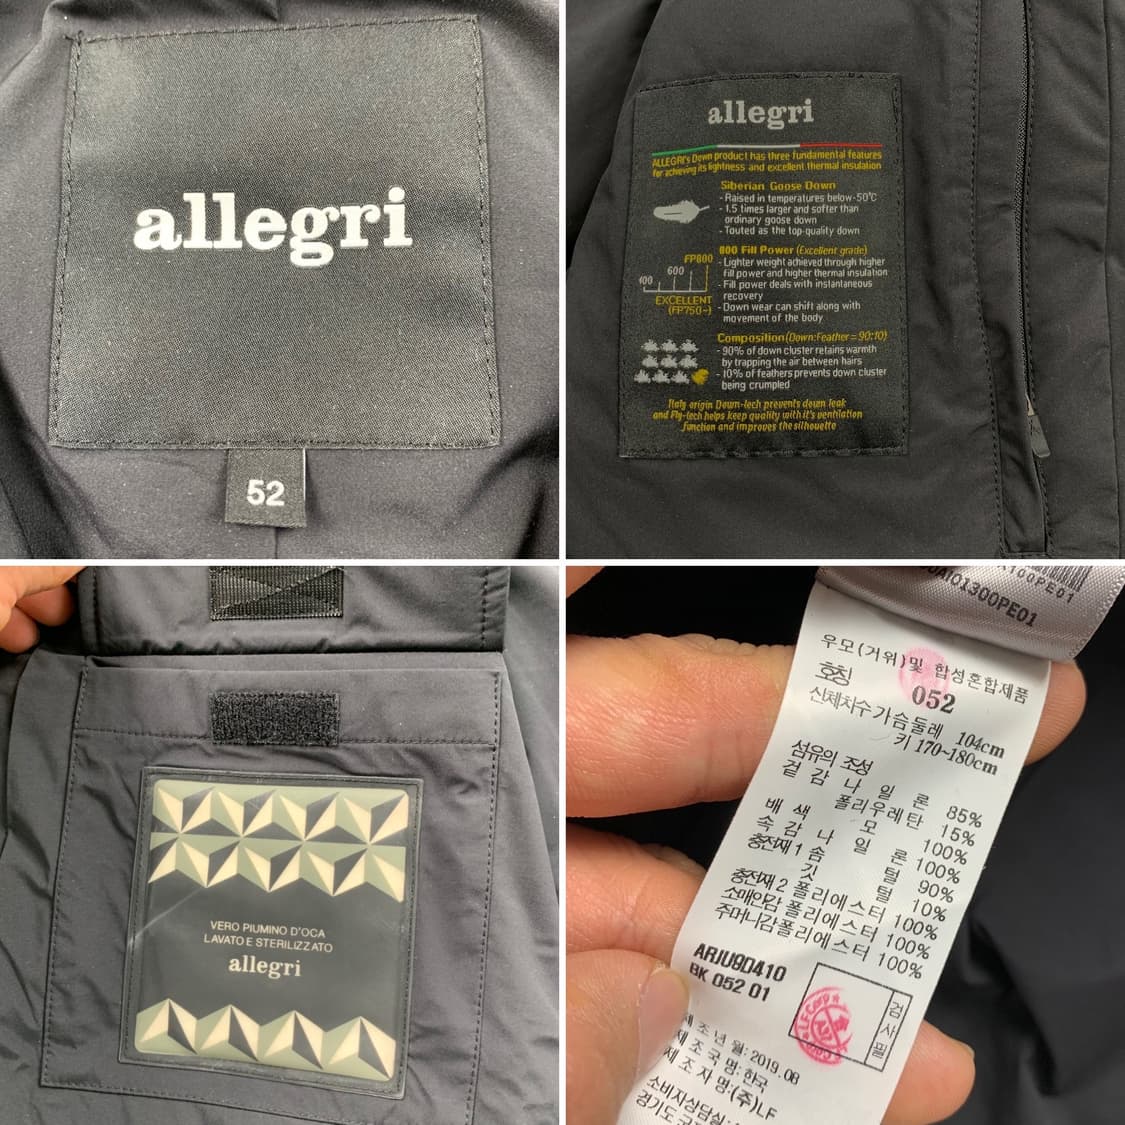 allegri
52
allegri
ALLEGRI's Down product has three fundamental features
for achieving its lightness and excellent thermal insulation
Siberian Goose Down
- Raised in temperatures below -50°C
- 1.5 times larger and softer than
ordinary goose down
- Touted as the top-quality down
800 Fill Power (Excellent grade)
FP800
600
400
EXCELLENT
(FP750~)
- Lighter weight achieved through higher
fill power and higher thermal insulation
- Fill power deals with instantaneous
recovery
- Down wear can shift along with
movement of the body
Composition (Down:Feather = 90:10)
- 90% of down cluster retains warmth
by trapping the air between hairs
- 10% of feathers prevents down cluster
being crumpled
Italy origin Down-tech prevents down leak
and Fly-tech helps keep quality with it's ventilation
function and improves the silhouette
VERO PIUMINO D'OCA
LAVATO E STERILIZZATO
allegri
100PE01
0AI01300PE01
우모(거위)및 합성혼합제품
호칭 052
신체치수 가슴둘레 104cm
키 170~180cm
섬유의 조성
겉감 나일론 85%
폴리우레탄 15%
배색 모 100%
속감 나일론 100%
충전재1 솜털 90%
깃털 10%
충전재2 폴리에스터 100%
소매안감 폴리에스터 100%
주머니감 폴리에스터 100%
ARJU9D410
BK 052 01
검사필
제조년월: 2019.08
제조국명: 한국
제조자명:(주)LF
소비자상담실:
경기도